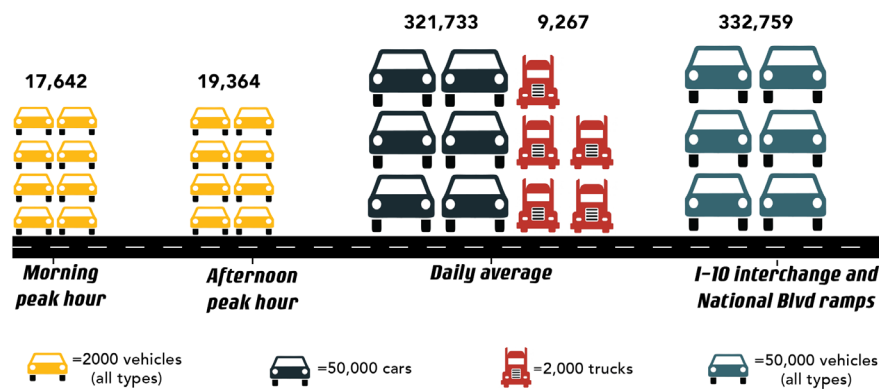 321,733
9,267
332,759
17,642
19,364
Morning
peak hour
Afternoon
peak hour
Daily average
I-10 interchange and
National Blvd ramps
=2000 vehicles
(all types)
=50,000 cars
=2,000 trucks
=50,000 vehicles
(all types)